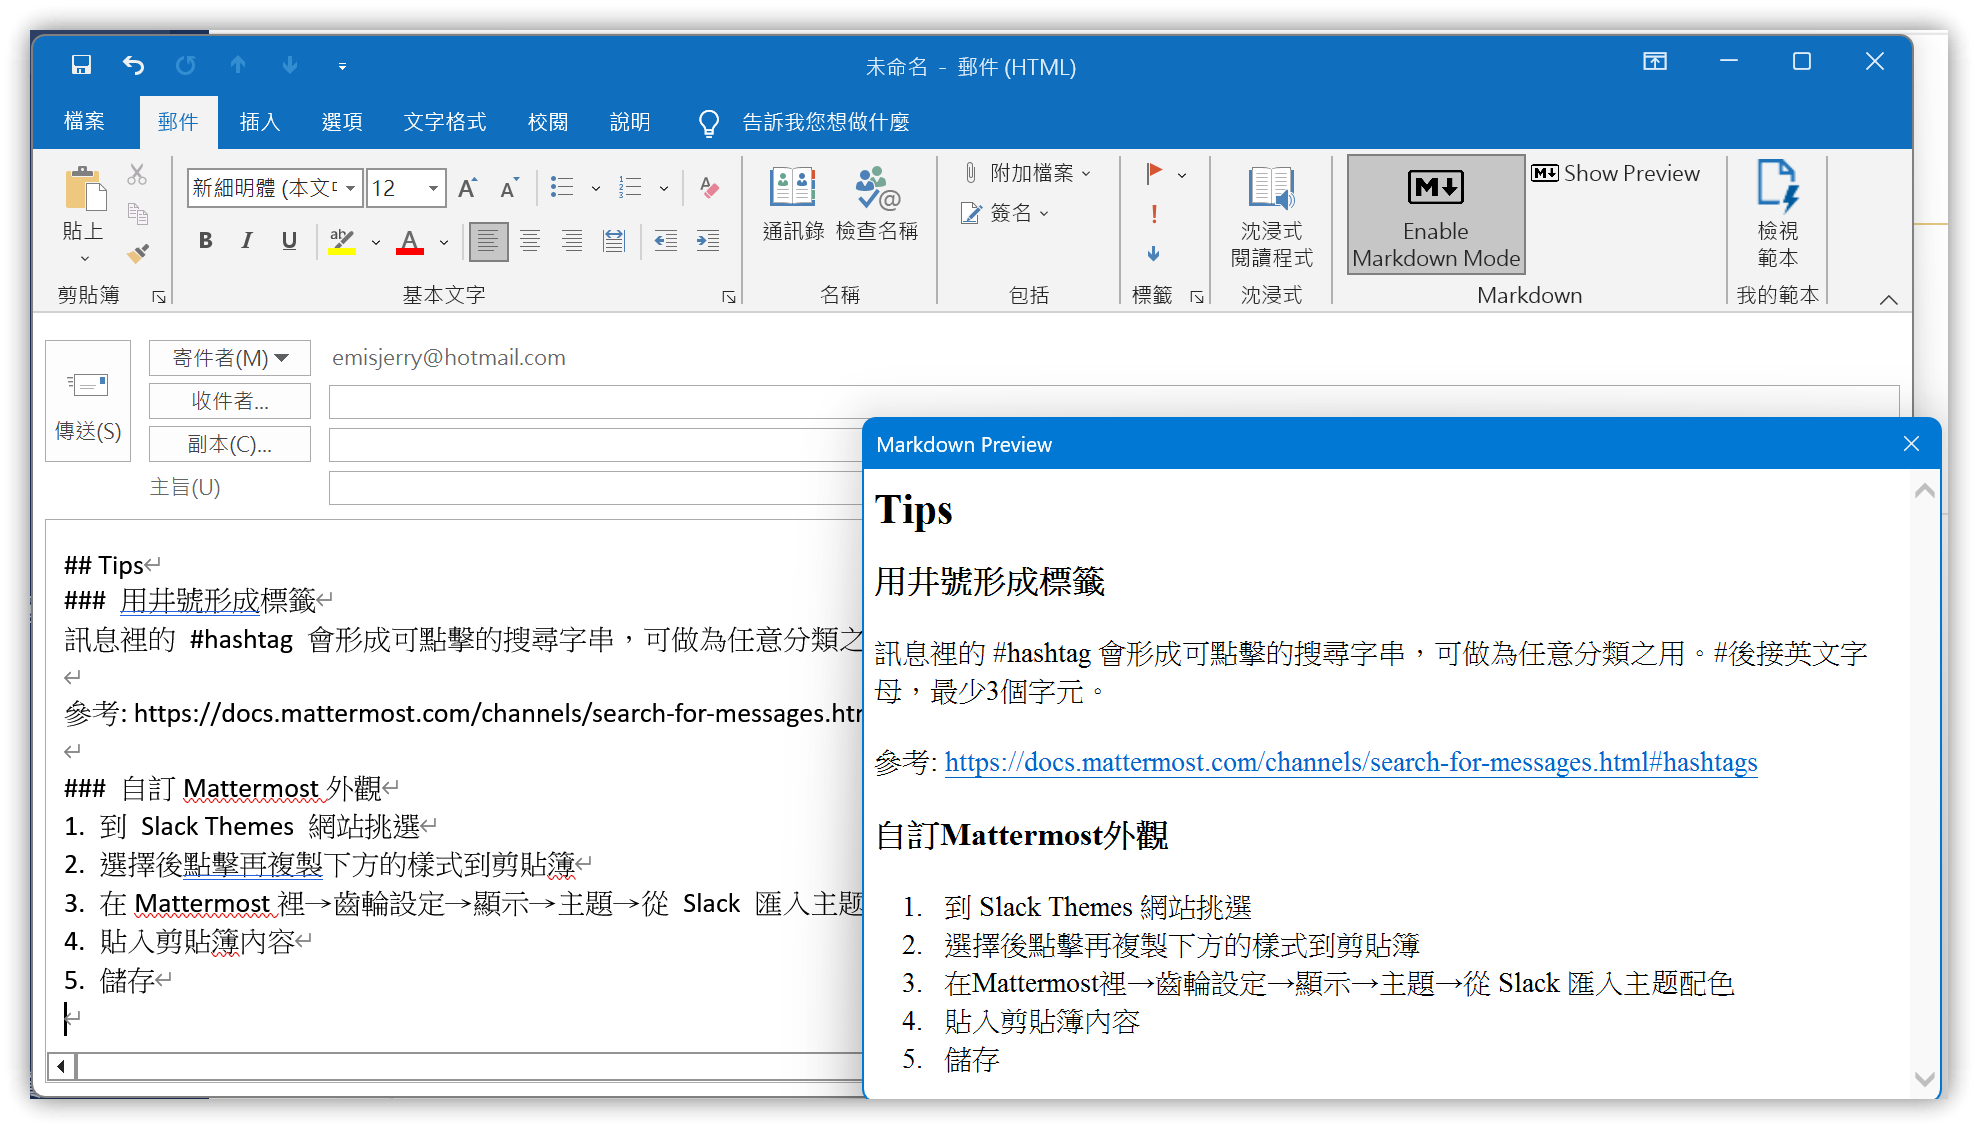 未命名 - 郵件 (HTML)
檔案 郵件 插入 選項 文字格式 校閱 說明 告訴我您想做什麼
貼上
剪貼簿
新細明體 (本文 12
B I U ab A
基本文字
通訊錄 檢查名稱
名稱
附加檔案
簽名
包括
標籤
沈浸式
閱讀程式
沈浸式
Enable
Markdown Mode
Show Preview
Markdown
檢視
範本
我的範本
傳送(S)
寄件者(M) emisjerry@hotmail.com
收件者...
副本(C)...
主旨(U)
## Tips
### 用井號形成標籤
訊息裡的 #hashtag 會形成可點擊的搜尋字串，可做為任意分類之
參考: https://docs.mattermost.com/channels/search-for-messages.htm
### 自訂 Mattermost 外觀
1. 到 Slack Themes 網站挑選
2. 選擇後點擊再複製下方的樣式到剪貼簿
3. 在 Mattermost 裡→齒輪設定→顯示→主題→從 Slack 匯入主題
4. 貼入剪貼簿內容
5. 儲存
Markdown Preview
Tips
用井號形成標籤
訊息裡的 #hashtag 會形成可點擊的搜尋字串，可做為任意分類之用。#後接英文字
母，最少3個字元。
參考: https://docs.mattermost.com/channels/search-for-messages.html#hashtags
自訂Mattermost外觀
1. 到 Slack Themes 網站挑選
2. 選擇後點擊再複製下方的樣式到剪貼簿
3. 在Mattermost裡→齒輪設定→顯示→主題→從 Slack 匯入主題配色
4. 貼入剪貼簿內容
5. 儲存